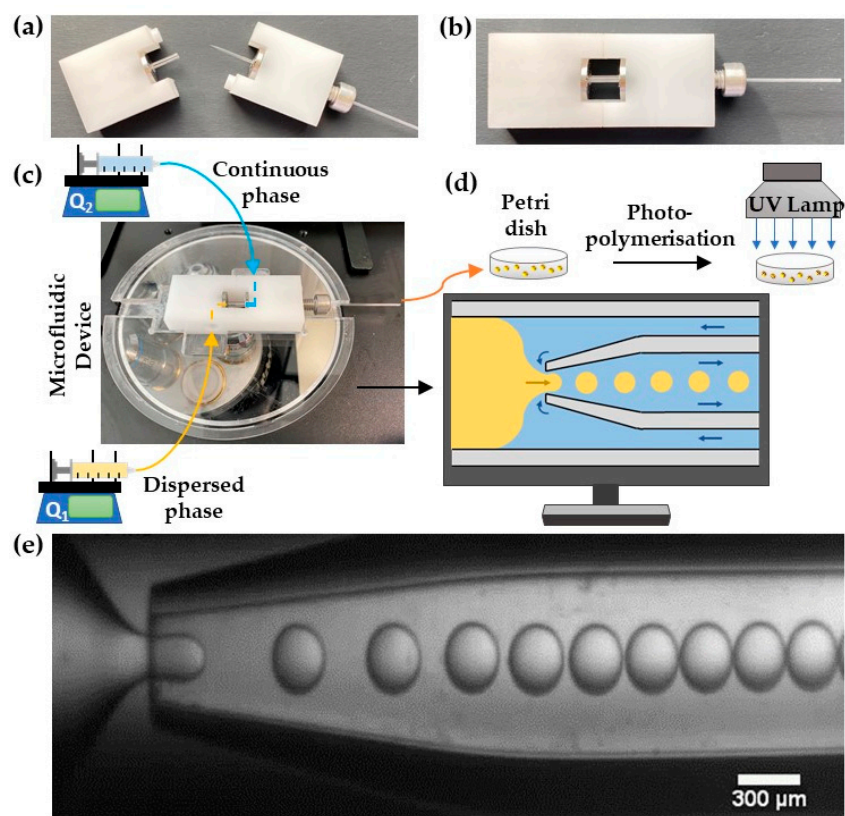 (a)
(b)
(c)
Q₂
Continuous
phase
(d)
Petri
dish
Photo-
polymerisation
UV Lamp
Microfluidic
Device
Dispersed
phase
Q₁
(e)
300 µm